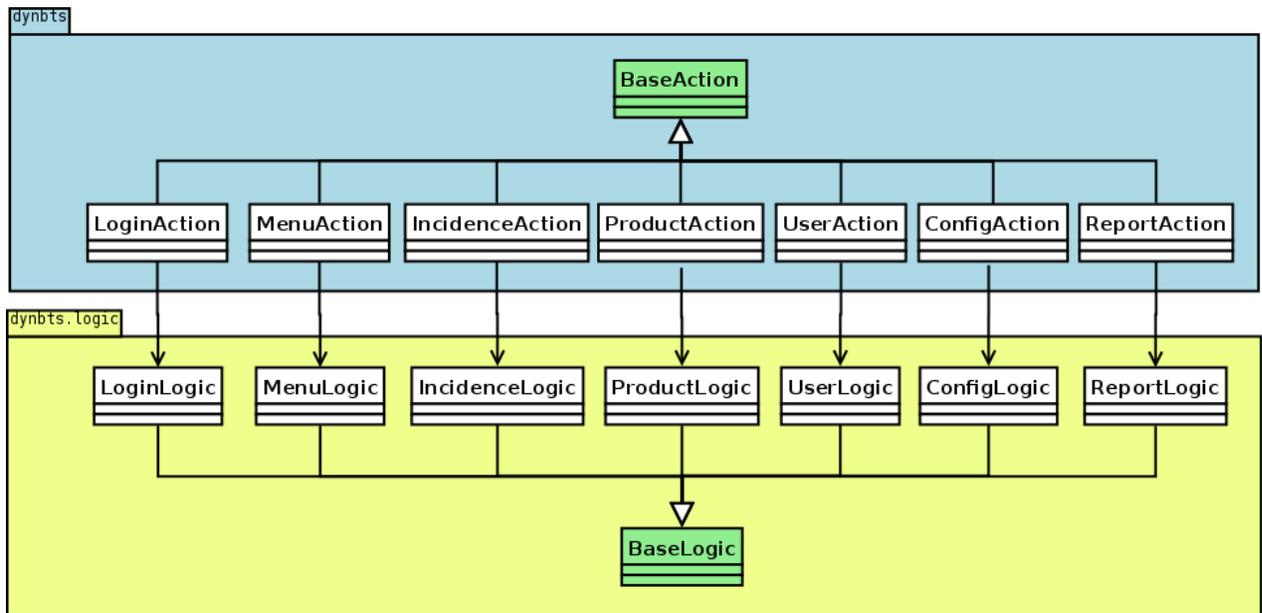 dynbts
BaseAction
LoginAction MenuAction IncidenceAction ProductAction UserAction ConfigAction ReportAction
dynbts.logic
LoginLogic MenuLogic IncidenceLogic ProductLogic UserLogic ConfigLogic ReportLogic
BaseLogic